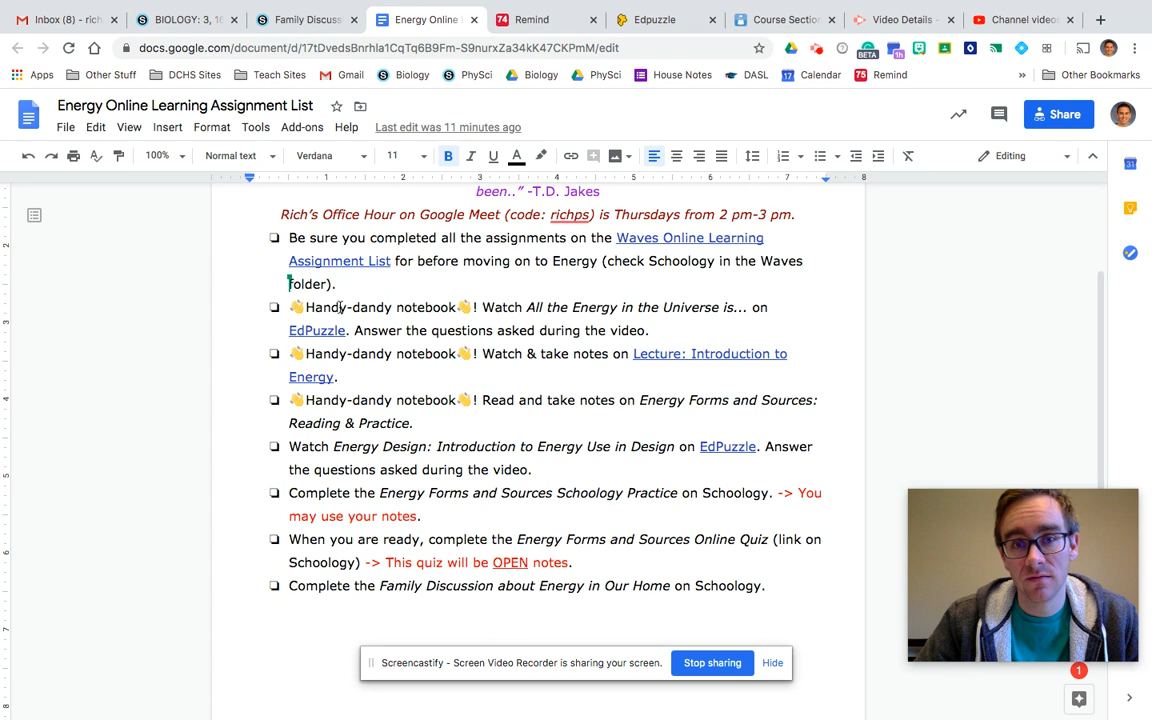 Inbox (8) - rich
BIOLOGY: 3, 16
Family Discuss
Energy Online
Remind
Edpuzzle
Course Section
Video Details -
Channel video
docs.google.com/document/d/17tDvedsBnrhla1CqTq6B9Fm-S9nurxZa34kK47CKPmM/edit
BETA
1h
Apps
Other Stuff
DCHS Sites
Teach Sites
Gmail
Biology
PhySci
Biology
PhySci
House Notes
DASL
Calendar
Remind
»
Other Bookmarks
Energy Online Learning Assignment List
File Edit View Insert Format Tools Add-ons Help Last edit was 11 minutes ago
Share
100% Normal text Verdana 11 B I U A Editing
1 2 3 4 5 6 7 8
been.." -T.D. Jakes
Rich's Office Hour on Google Meet (code: richps) is Thursdays from 2 pm-3 pm.
❏ Be sure you completed all the assignments on the Waves Online Learning
Assignment List for before moving on to Energy (check Schoology in the Waves
folder).
❏ 👋Handy-dandy notebook👋! Watch All the Energy in the Universe is... on
EdPuzzle. Answer the questions asked during the video.
❏ 👋Handy-dandy notebook👋! Watch & take notes on Lecture: Introduction to
Energy.
❏ 👋Handy-dandy notebook👋! Read and take notes on Energy Forms and Sources:
Reading & Practice.
❏ Watch Energy Design: Introduction to Energy Use in Design on EdPuzzle. Answer
the questions asked during the video.
❏ Complete the Energy Forms and Sources Schoology Practice on Schoology. -> You
may use your notes.
❏ When you are ready, complete the Energy Forms and Sources Online Quiz (link on
Schoology) -> This quiz will be OPEN notes.
❏ Complete the Family Discussion about Energy in Our Home on Schoology.
Screencastify - Screen Video Recorder is sharing your screen.
Stop sharing
Hide
1